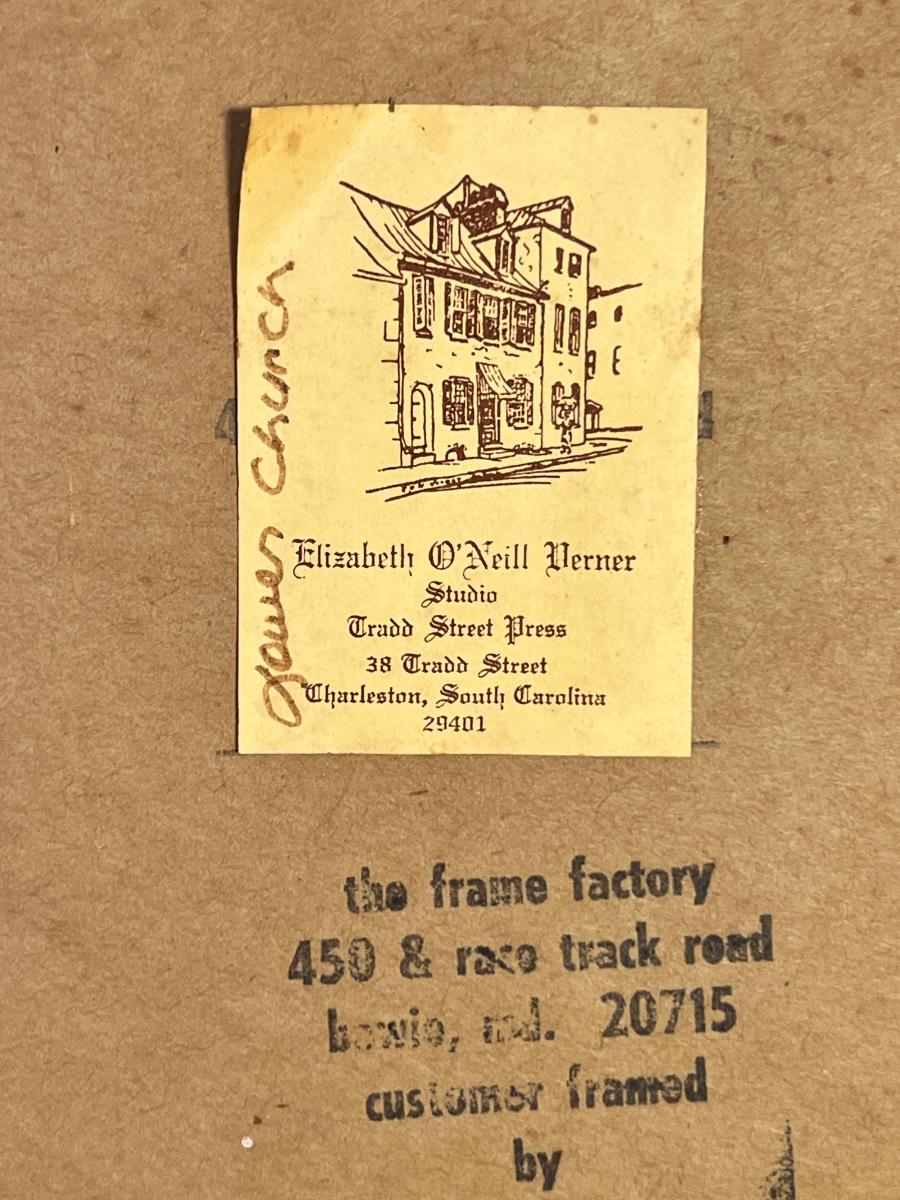 Church
Elizabeth O'Neill Verner
Studio
Tradd Street Press
38 Tradd Street
Charleston, South Carolina
29401
the frame factory
450 & race track road
bowie, md. 20715
customer framed
by